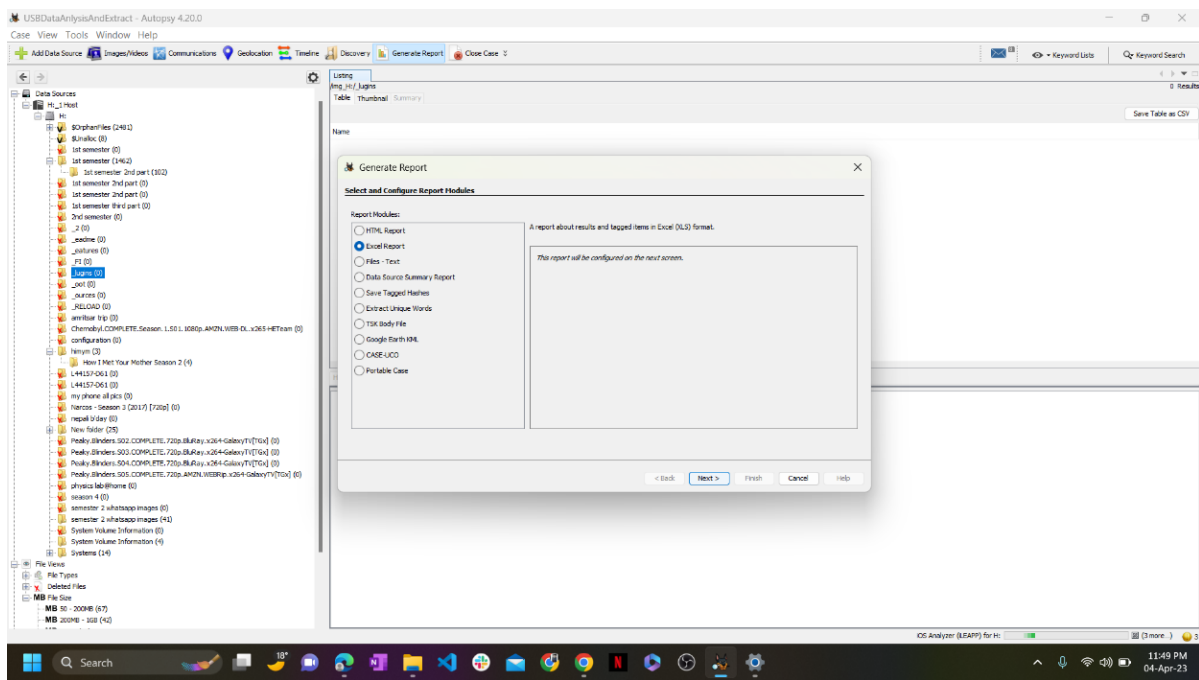 USBDataAnlysisAndExtract - Autopsy 4.20.0
Case View Tools Window Help
Add Data Source Images/Videos Communications Geolocation Timeline Discovery Generate Report Close Case Keyword Lists Keyword Search
Listing
/img_H:/_lugins
0 Results
Table Thumbnail Summary
Save Table as CSV
Name
Data Sources
H:_1 Host
H:
$OrphanFiles (2481)
$Unalloc (8)
1st semester (0)
1st semester (1462)
1st semester 2nd part (102)
1st semester 2nd part (0)
1st semester 2nd part (0)
1st semester third part (0)
2nd semester (0)
_2 (0)
_eadme (0)
_eatures (0)
_FI (0)
_lugins (0)
_oot (0)
_ources (0)
_RELOAD (0)
amritsar trip (0)
Chernobyl.COMPLETE.Season.1.S01.1080p.AMZN.WEB-DL.x265-HETeam (0)
configuration (0)
himym (3)
How I Met Your Mother Season 2 (4)
L44157-D61 (0)
L44157-D61 (0)
my phone all pics (0)
Narcos - Season 3 (2017) [720p] (0)
nepali b'day (0)
New folder (25)
Peaky.Blinders.S02.COMPLETE.720p.BluRay.x264-GalaxyTV[TGx] (0)
Peaky.Blinders.S03.COMPLETE.720p.BluRay.x264-GalaxyTV[TGx] (0)
Peaky.Blinders.S04.COMPLETE.720p.BluRay.x264-GalaxyTV[TGx] (0)
Peaky.Blinders.S05.COMPLETE.720p.AMZN.WEBRip.x264-GalaxyTV[TGx] (0)
physics lab@home (0)
season 4 (0)
semester 2 whatsapp images (0)
semester 2 whatsapp images (41)
System Volume Information (0)
System Volume Information (4)
Systems (14)
File Views
File Types
Deleted Files
MB File Size
MB 50 - 200MB (67)
MB 200MB - 1GB (42)
Generate Report
Select and Configure Report Modules
Report Modules:
HTML Report
Excel Report
Files - Text
Data Source Summary Report
Save Tagged Hashes
Extract Unique Words
TSK Body File
Google Earth KML
CASE-UCO
Portable Case
A report about results and tagged items in Excel (XLS) format.
This report will be configured on the next screen.
< Back Next > Finish Cancel Help
iOS Analyzer (iLEAPP) for H: (3 more...) 3
Search
18°
11:49 PM
04-Apr-23